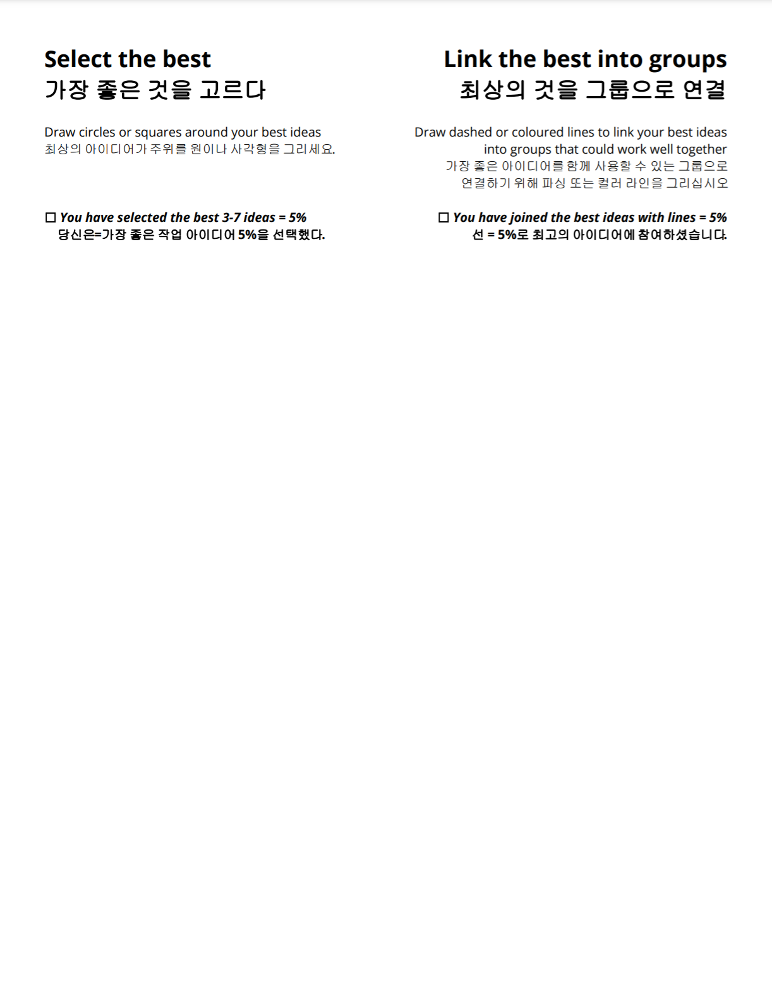 Select the best
가장 좋은 것을 고르다
Draw circles or squares around your best ideas
최상의 아이디어가 주위를 원이나 사각형을 그리세요.
☐ You have selected the best 3-7 ideas = 5%
당신은=가장 좋은 작업 아이디어 5%을 선택했다.
Link the best into groups
최상의 것을 그룹으로 연결
Draw dashed or coloured lines to link your best ideas
into groups that could work well together
가장 좋은 아이디어를 함께 사용할 수 있는 그룹으로
연결하기 위해 파싱 또는 컬러 라인을 그리십시오
☐ You have joined the best ideas with lines = 5%
선 = 5%로 최고의 아이디어에 참여하셨습니다.